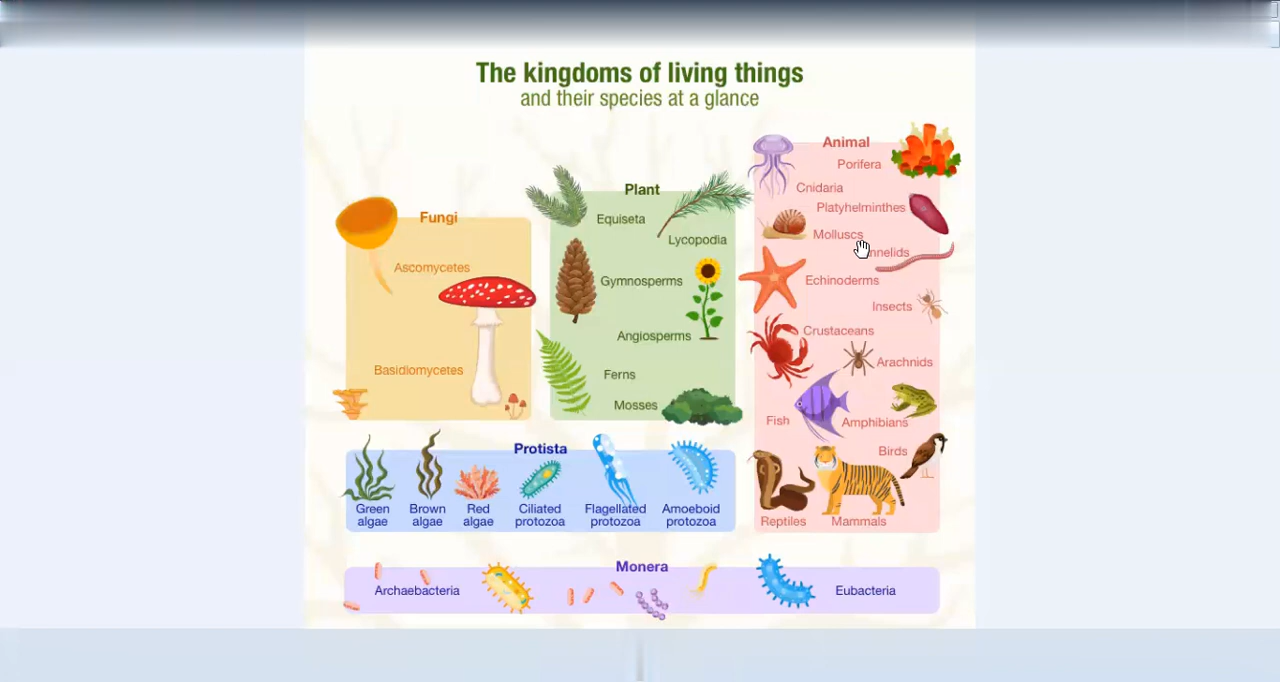 The kingdoms of living things
and their species at a glance
Fungi
Ascomycetes
Basidiomycetes
Plant
Equiseta
Lycopodia
Gymnosperms
Angiosperms
Ferns
Mosses
Animal
Porifera
Cnidaria
Platyhelminthes
Molluscs
nnelids
Echinoderms
Insects
Crustaceans
Arachnids
Fish
Amphibians
Birds
Reptiles
Mammals
Protista
Green
algae
Brown
algae
Red
algae
Ciliated
protozoa
Flagellated
protozoa
Amoeboid
protozoa
Monera
Archaebacteria
Eubacteria